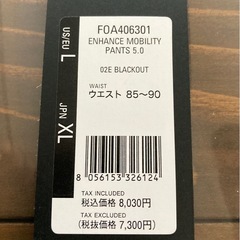 US/EU L
JPN XL
FOA406301
ENHANCE MOBILITY
PANTS 5.0
02E BLACKOUT
WAIST
ウエスト 85〜90
8 056153 326124
TAX INCLUDED
税込価格 8,030円
TAX EXCLUDED
(税抜価格 7,300円)